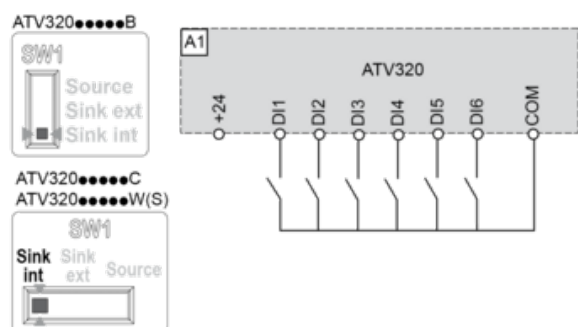 ATV320●●●●●B
SW1
Source
Sink ext
Sink int
A1
ATV320
+24
DI1
DI2
DI3
DI4
DI5
DI6
COM
ATV320●●●●●C
ATV320●●●●●W(S)
SW1
Sink int
Sink ext
Source